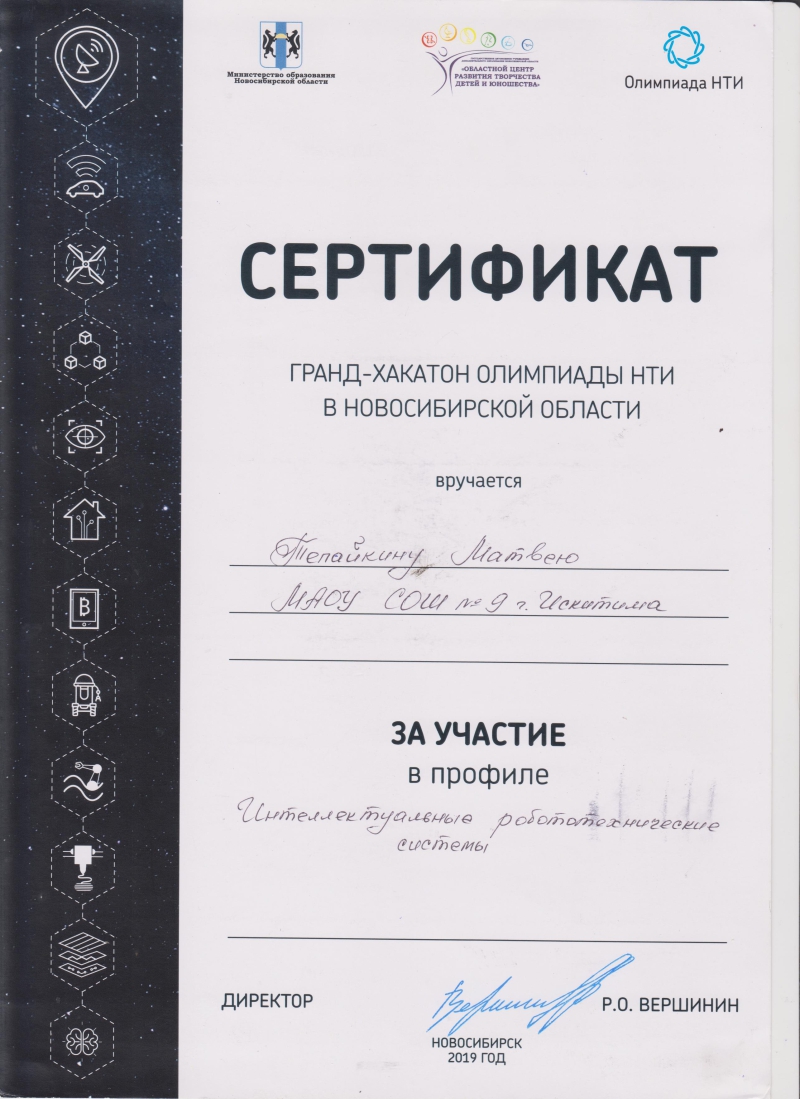 Министерство образования
Новосибирской области
«ОБЛАСТНОЙ ЦЕНТР
РАЗВИТИЯ ТВОРЧЕСТВА
ДЕТЕЙ И ЮНОШЕСТВА»
Олимпиада НТИ
СЕРТИФИКАТ
ГРАНД-ХАКАТОН ОЛИМПИАДЫ НТИ
В НОВОСИБИРСКОЙ ОБЛАСТИ
вручается
Тепайкину Матвею
МАОУ СОШ № 9 г. Искитима
ЗА УЧАСТИЕ
в профиле
Интеллектуальные робототехнические
системы
ДИРЕКТОР
Р.О. ВЕРШИНИН
НОВОСИБИРСК
2019 ГОД